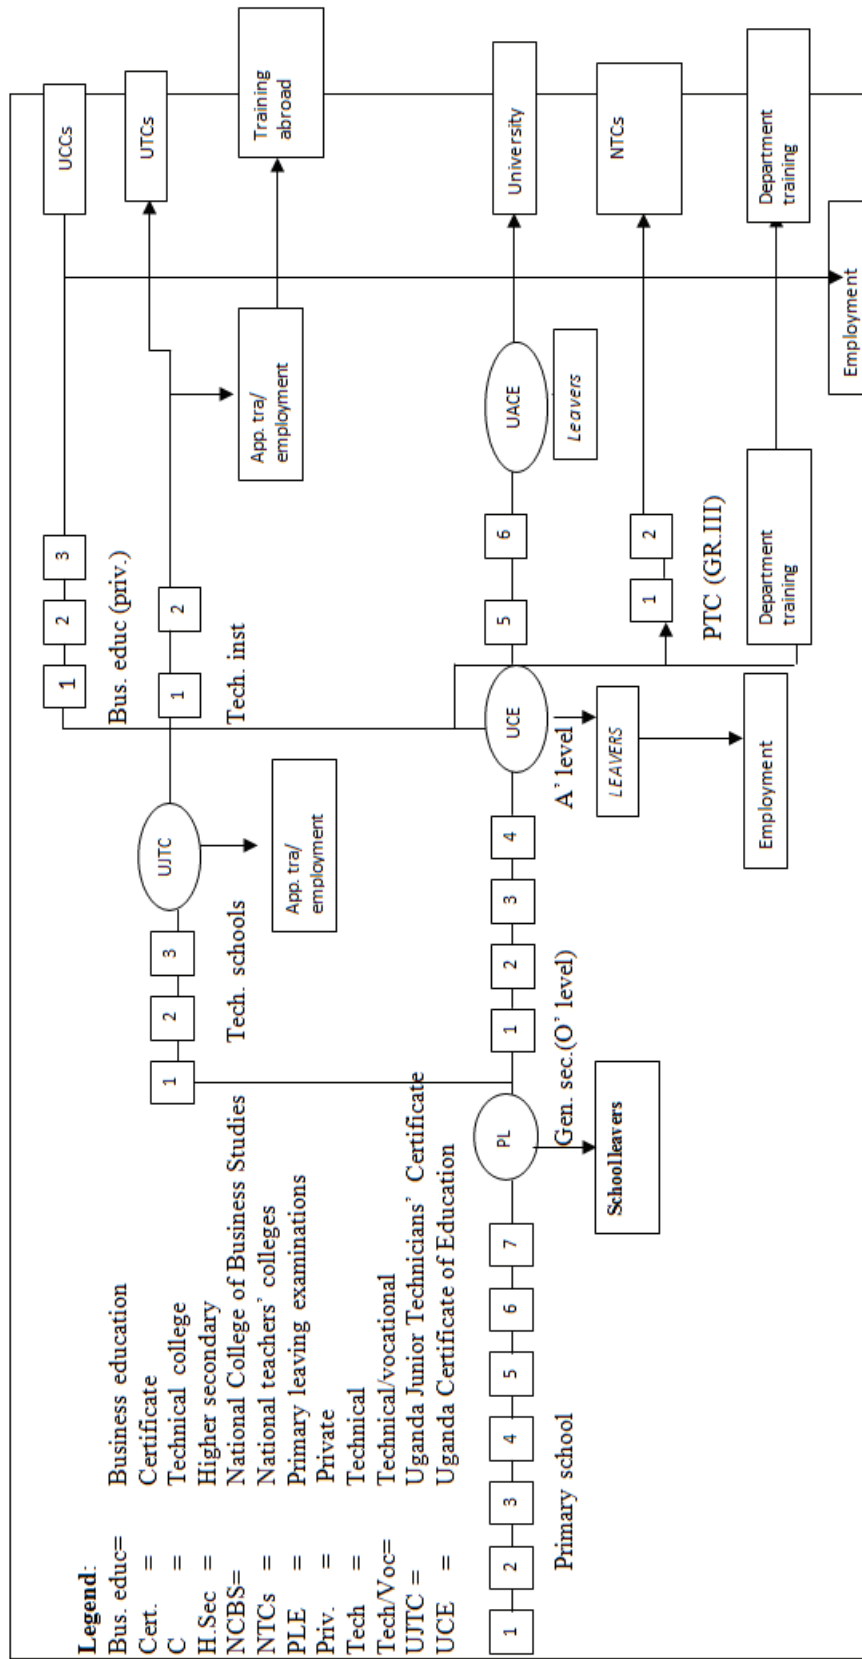 Legend:
Bus. educ= Business education
Cert. = Certificate
C = Technical college
H.Sec = Higher secondary
NCBS= National College of Business Studies
NTCs = National teachers' colleges
PLE = Primary leaving examinations
Priv. = Private
Tech = Technical
Tech/Voc= Technical/vocational
UJTC = Uganda Junior Technicians' Certificate
UCE = Uganda Certificate of Education
1 2 3
Bus. educ (priv.)
UCCs
1 2 3
Tech. schools
UJTC
App. tra/
employment
1 2
Tech. inst
UTCs
App. tra/
employment
Training
abroad
1 2 3 4 5 6 7
Primary school
PL
School leavers
1 2 3 4
Gen. sec.(O' level)
UCE
A' level
LEAVERS
Employment
5 6
UACE
Leavers
University
1 2
PTC (GR.III)
NTCs
Department
training
Department
training
Employment